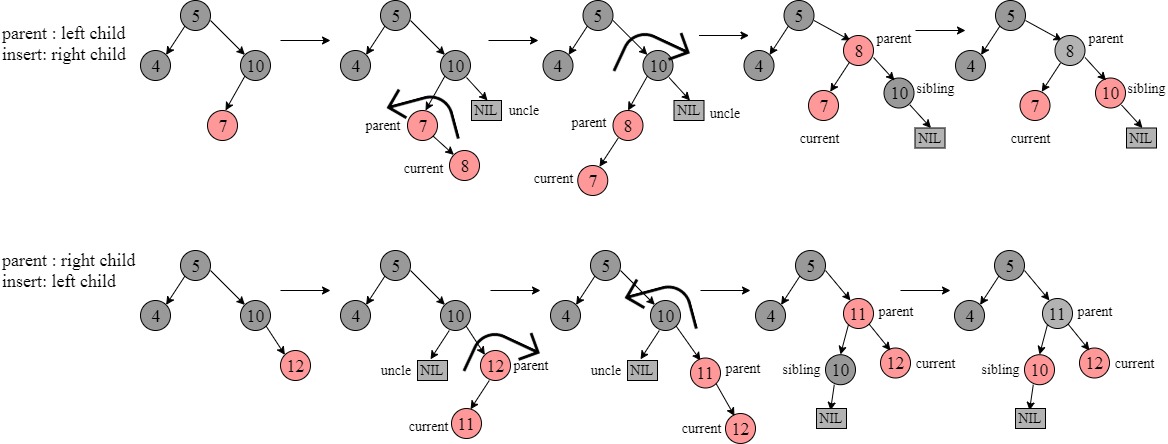 parent : left child
insert: right child
5
4
10
7
5
4
10
NIL
uncle
parent
7
current
8
5
4
10
NIL
uncle
parent
8
current
7
5
parent
4
8
7
10
sibling
current
NIL
5
parent
4
8
7
10
sibling
current
NIL
parent : right child
insert: left child
5
4
10
12
5
4
10
uncle
NIL
12
parent
current
11
5
4
10
uncle
NIL
11
parent
current
12
5
4
11
parent
sibling
10
12
current
NIL
5
4
11
parent
sibling
10
12
current
NIL